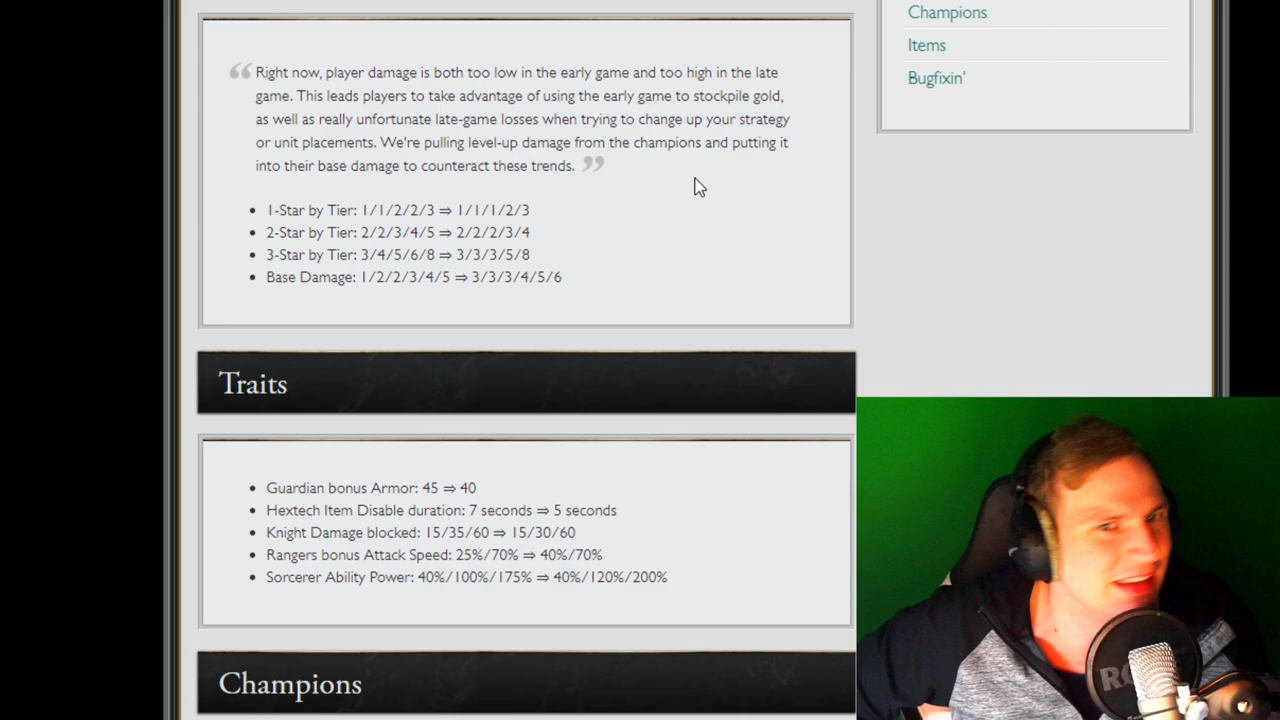 Champions
Items
Bugfixin'
Right now, player damage is both too low in the early game and too high in the late
game. This leads players to take advantage of using the early game to stockpile gold,
as well as really unfortunate late-game losses when trying to change up your strategy
or unit placements. We're pulling level-up damage from the champions and putting it
into their base damage to counteract these trends.
• 1-Star by Tier: 1/1/2/2/3 ⇒ 1/1/1/2/3
• 2-Star by Tier: 2/2/3/4/5 ⇒ 2/2/2/3/4
• 3-Star by Tier: 3/4/5/6/8 ⇒ 3/3/3/5/8
• Base Damage: 1/2/2/3/4/5 ⇒ 3/3/3/4/5/6
Traits
• Guardian bonus Armor: 45 ⇒ 40
• Hextech Item Disable duration: 7 seconds ⇒ 5 seconds
• Knight Damage blocked: 15/35/60 ⇒ 15/30/60
• Rangers bonus Attack Speed: 25%/70% ⇒ 40%/70%
• Sorcerer Ability Power: 40%/100%/175% ⇒ 40%/120%/200%
Champions